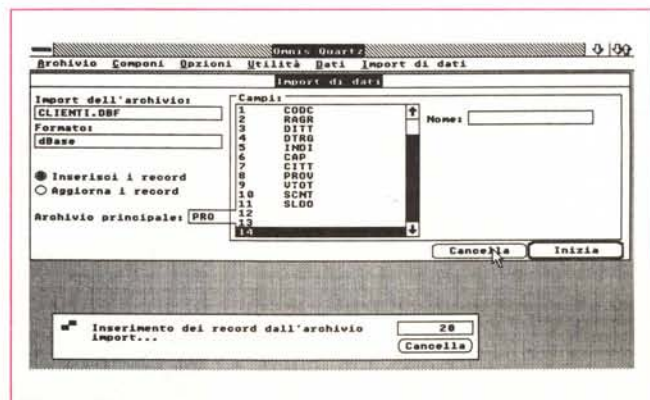 Omnis Quartz
Archivio Componi Opzioni Utilità Dati Import di dati
Import di dati
Import dell'archivio:
CLIENTI.DBF
Formato:
dBase
Inserisci i record
Aggiorna i record
Archivio principale: PRO
Campi:
1 CODC
2 RAGR
3 DITT
4 DTRG
5 INDI
6 CAP
7 CITT
8 PROV
9 VTOT
10 SCNT
11 SLDO
12
13
14
Nome:
Cancella Inizia
Inserimento dei record dall'archivio
import...
20
Cancella